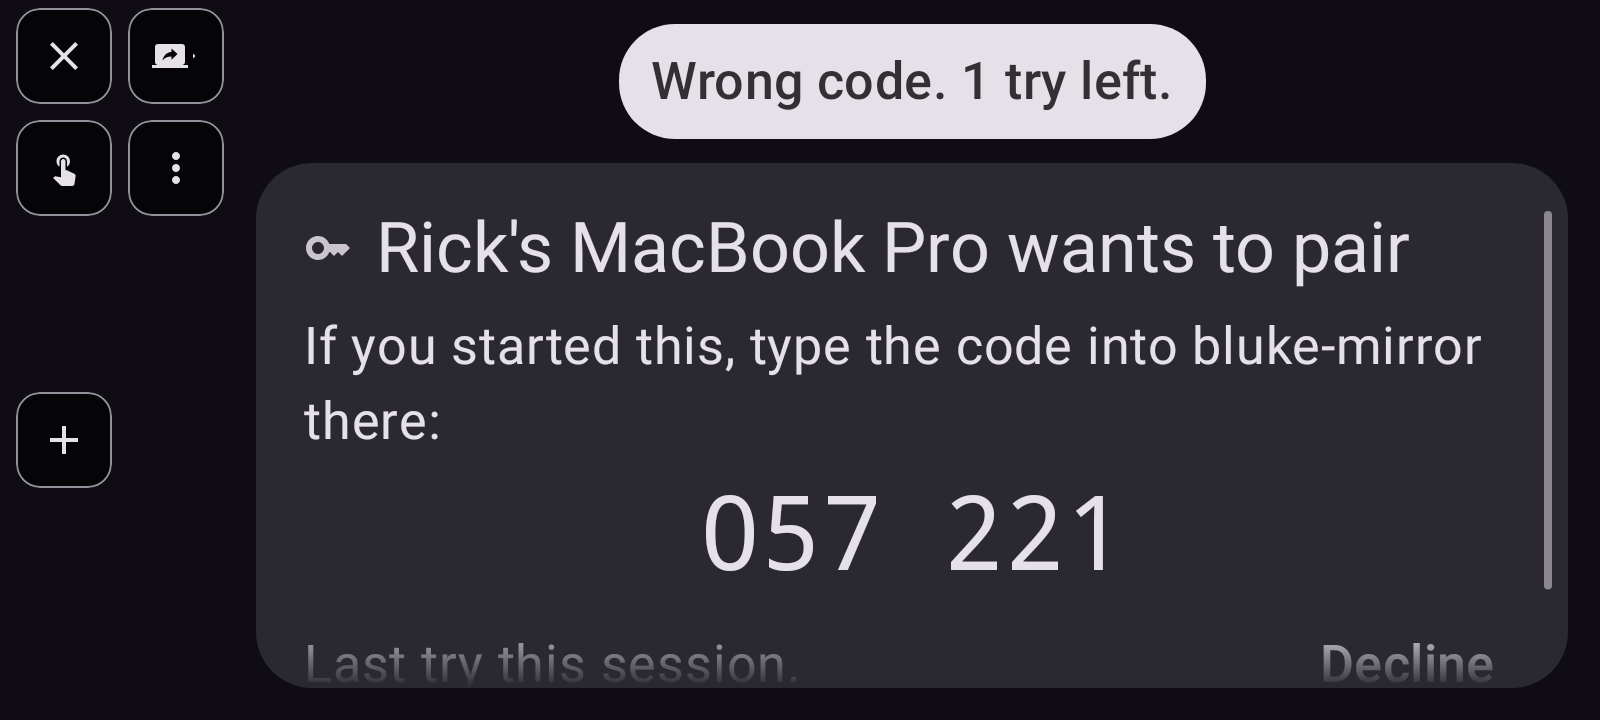 Wrong code. 1 try left.
Rick's MacBook Pro wants to pair
If you started this, type the code into bluke-mirror
there:
057 221
Last try this session.
Decline